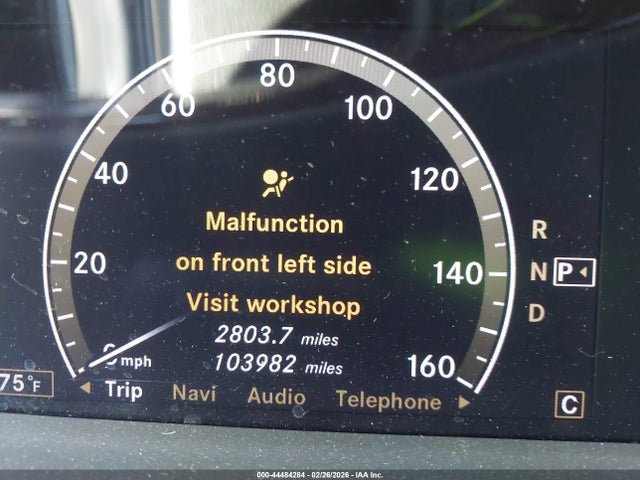 80
60
100
40
120
Malfunction
on front left side
20
140
Visit workshop
2803.7 miles
103982 miles
0 mph
160
R
N P
D
75°F
Trip Navi Audio Telephone
C
000-44484284 - 02/26/2026 - © IAA Inc.